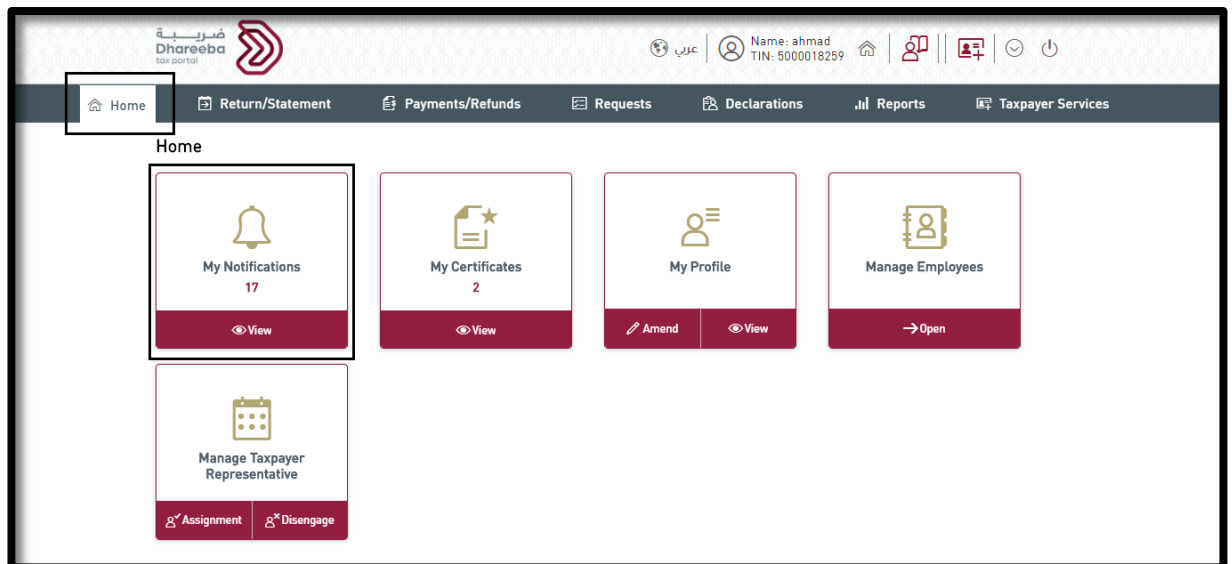 ضريبة
Dhareeba
tax portal
عربي
Name: ahmad
TIN: 5000018259
Home
Return/Statement
Payments/Refunds
Requests
Declarations
Reports
Taxpayer Services
Home
My Notifications
17
View
My Certificates
2
View
My Profile
Amend
View
Manage Employees
Open
Manage Taxpayer
Representative
Assignment
Disengage